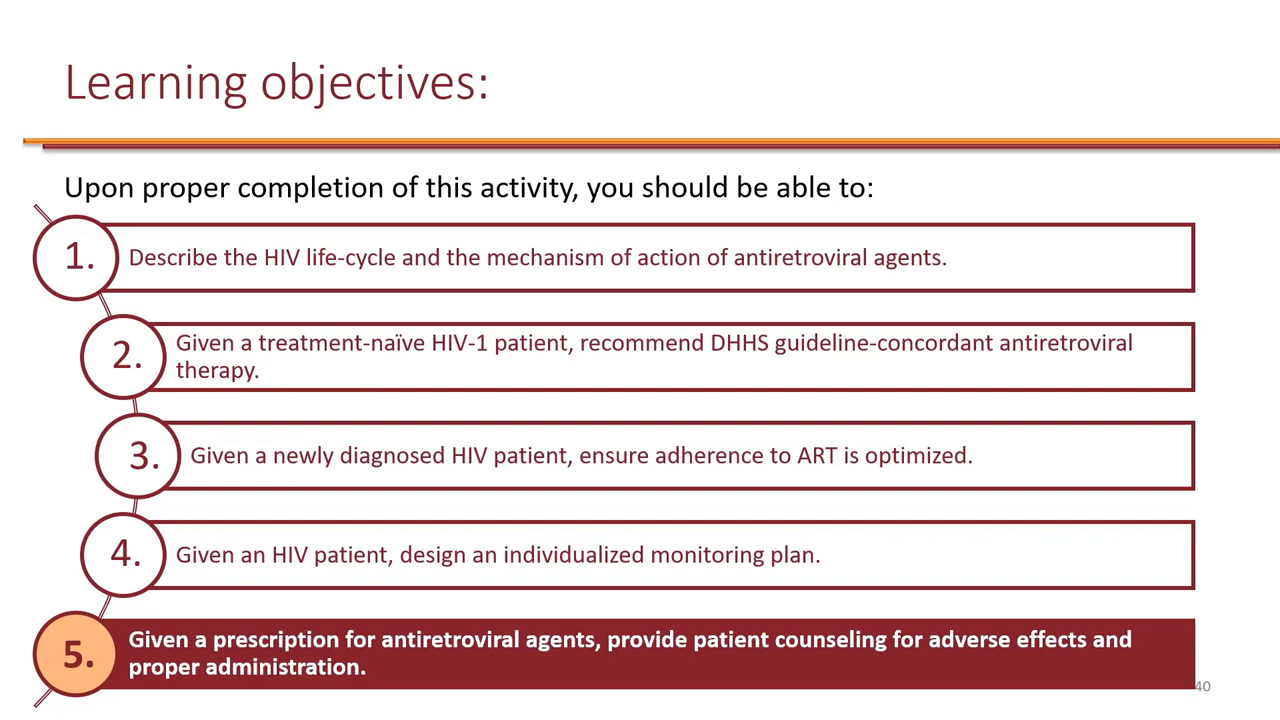 Learning objectives:
Upon proper completion of this activity, you should be able to:
1.
Describe the HIV life-cycle and the mechanism of action of antiretroviral agents.
2.
Given a treatment-naïve HIV-1 patient, recommend DHHS guideline-concordant antiretroviral
therapy.
3.
Given a newly diagnosed HIV patient, ensure adherence to ART is optimized.
4.
Given an HIV patient, design an individualized monitoring plan.
5.
Given a prescription for antiretroviral agents, provide patient counseling for adverse effects and
proper administration.
40